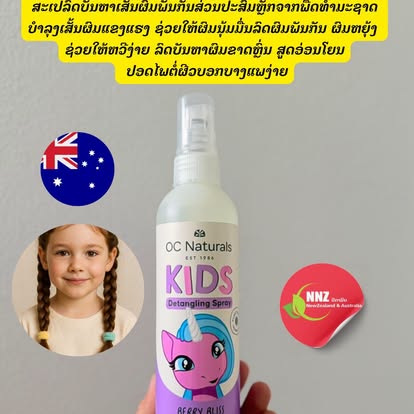 ສະເປລົດບັນຫາເສັ້ນຜົມພັນກັນສ່ວນປະສົມຫຼັກຈາກພືດທຳມະຊາດ
ບຳລຸງເສັ້ນຜົມແຂງແຮງ ຊ່ວຍໃຫ້ຜົມນຸ້ມມື່ນລົດຜົມພັນກັນ ຜົມຫຍຸ້ງ
ຊ່ວຍໃຫ້ຫວີງ່າຍ ລົດບັນຫາຜົມຂາດຫຼົ່ນ ສູດອ່ອນໂຍນ
ປອດໄພຕໍ່ຜິວບອກບາງແພ້ງ່າຍ
OC Naturals
EST 1986
KIDS
Detangling Spray
BERRY BLISS
NNZ
NewZealand & Australia